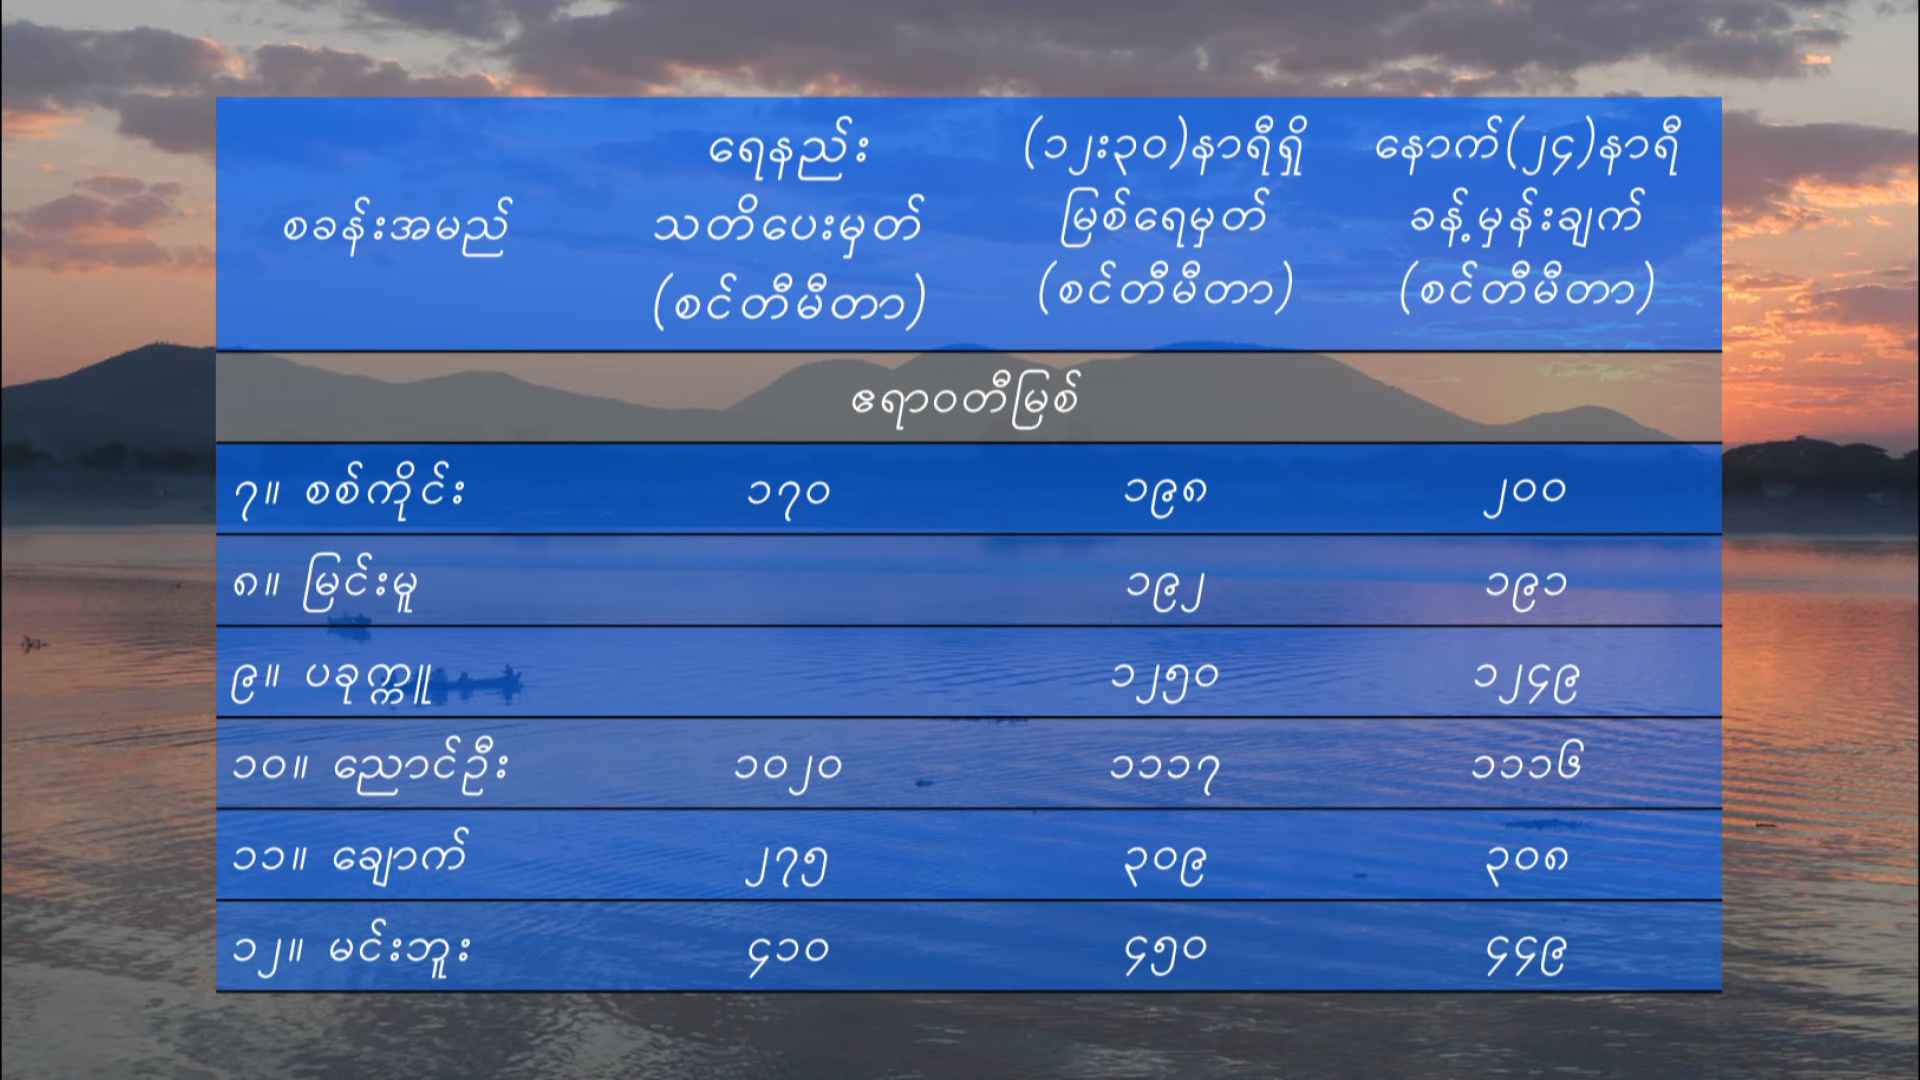 စခန်းအမည် ရေနည်း သတိပေးမှတ် (စင်တီမီတာ) (၁၂း၃၀)နာရီရှိ မြစ်ရေမှတ် (စင်တီမီတာ) နောက်(၂၄)နာရီ ခန့်မှန်းချက် (စင်တီမီတာ)
ဧရာဝတီမြစ်
၇။ စစ်ကိုင်း ၁၇၀ ၁၉၈ ၂၀၀
၈။ မြင်းမူ ၁၉၂ ၁၉၁
၉။ ပခုက္ကူ ၁၂၅၀ ၁၂၄၉
၁၀။ ညောင်ဦး ၁၀၂၀ ၁၁၁၇ ၁၁၁၆
၁၁။ ချောက် ၂၇၅ ၃၀၉ ၃၀၈
၁၂။ မင်းဘူး ၄၁၀ ၄၅၀ ၄၄၉